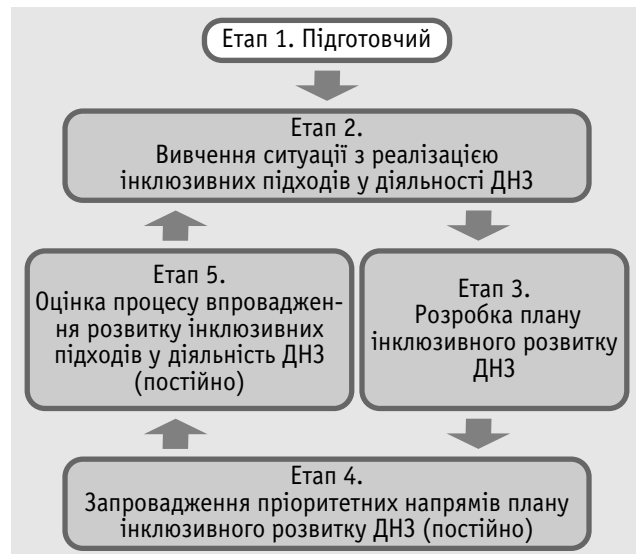 Етап 1. Підготовчий
Етап 2.
Вивчення ситуації з реалізацією
інклюзивних підходів у діяльності ДНЗ
Етап 5.
Оцінка процесу впроваджен-
ня розвитку інклюзивних
підходів у діяльність ДНЗ
(постійно)
Етап 3.
Розробка плану
інклюзивного розвитку
ДНЗ
Етап 4.
Запровадження пріоритетних напрямів плану
інклюзивного розвитку ДНЗ (постійно)